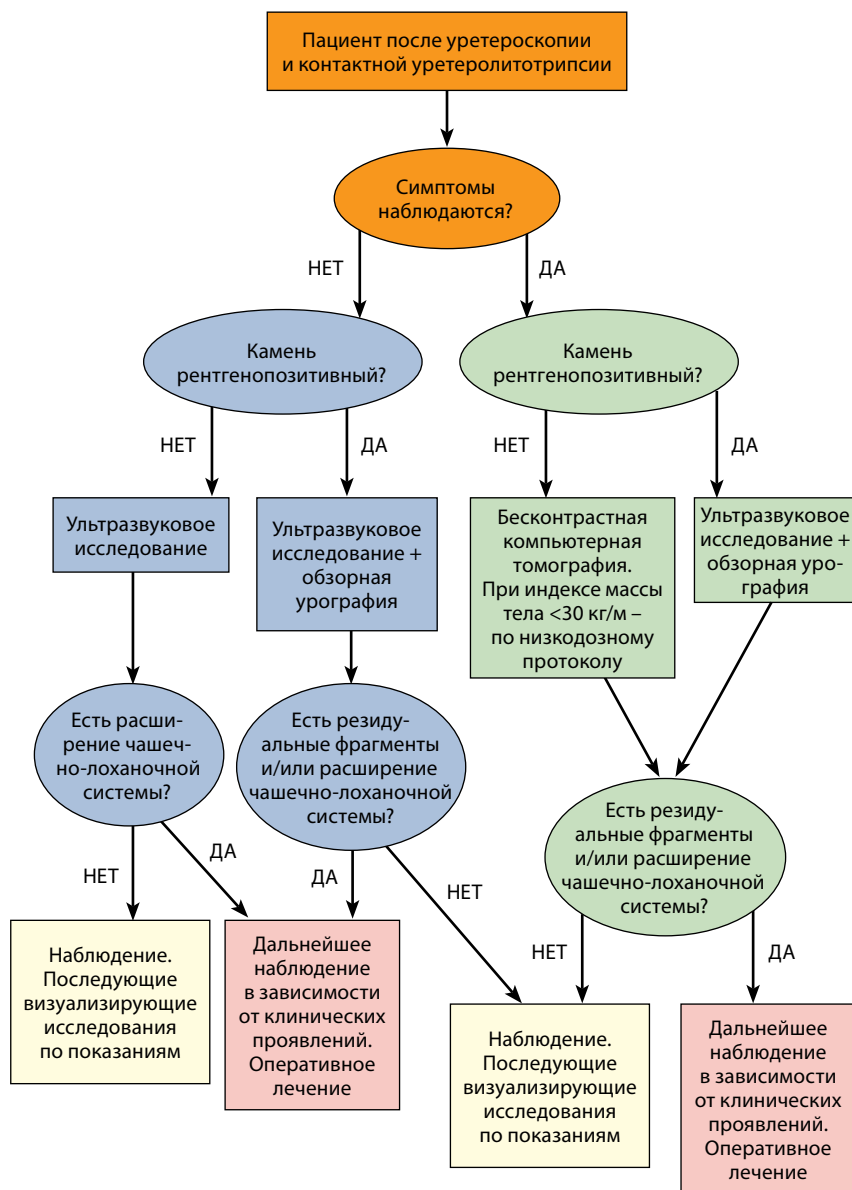 Пациент после уретероскопии
и контактной уретеролитотрипсии
Симптомы
наблюдаются?
НЕТ
ДА
Камень
рентгенопозитивный?
Камень
рентгенопозитивный?
НЕТ
ДА
НЕТ
ДА
Ультразвуковое
исследование
Ультразвуковое
исследование +
обзорная
урография
Бесконтрастная
компьютерная
томография.
При индексе массы
тела <30 кг/м –
по низкодозному
протоколу
Ультразвуковое
исследование +
обзорная уро-
графия
Есть расши-
рение чашеч-
но-лоханочной
системы?
Есть резиду-
альные фрагменты
и/или расширение
чашечно-лоханочной
системы?
Есть резиду-
альные фрагменты
и/или расширение
чашечно-лоханочной
системы?
НЕТ
ДА
ДА
НЕТ
НЕТ
ДА
Наблюдение.
Последующие
визуализирующие
исследования
по показаниям
Дальнейшее
наблюдение
в зависимости
от клинических
проявлений.
Оперативное
лечение
Наблюдение.
Последующие
визуализирующие
исследования
по показаниям
Дальнейшее
наблюдение
в зависимости
от клинических
проявлений.
Оперативное
лечение